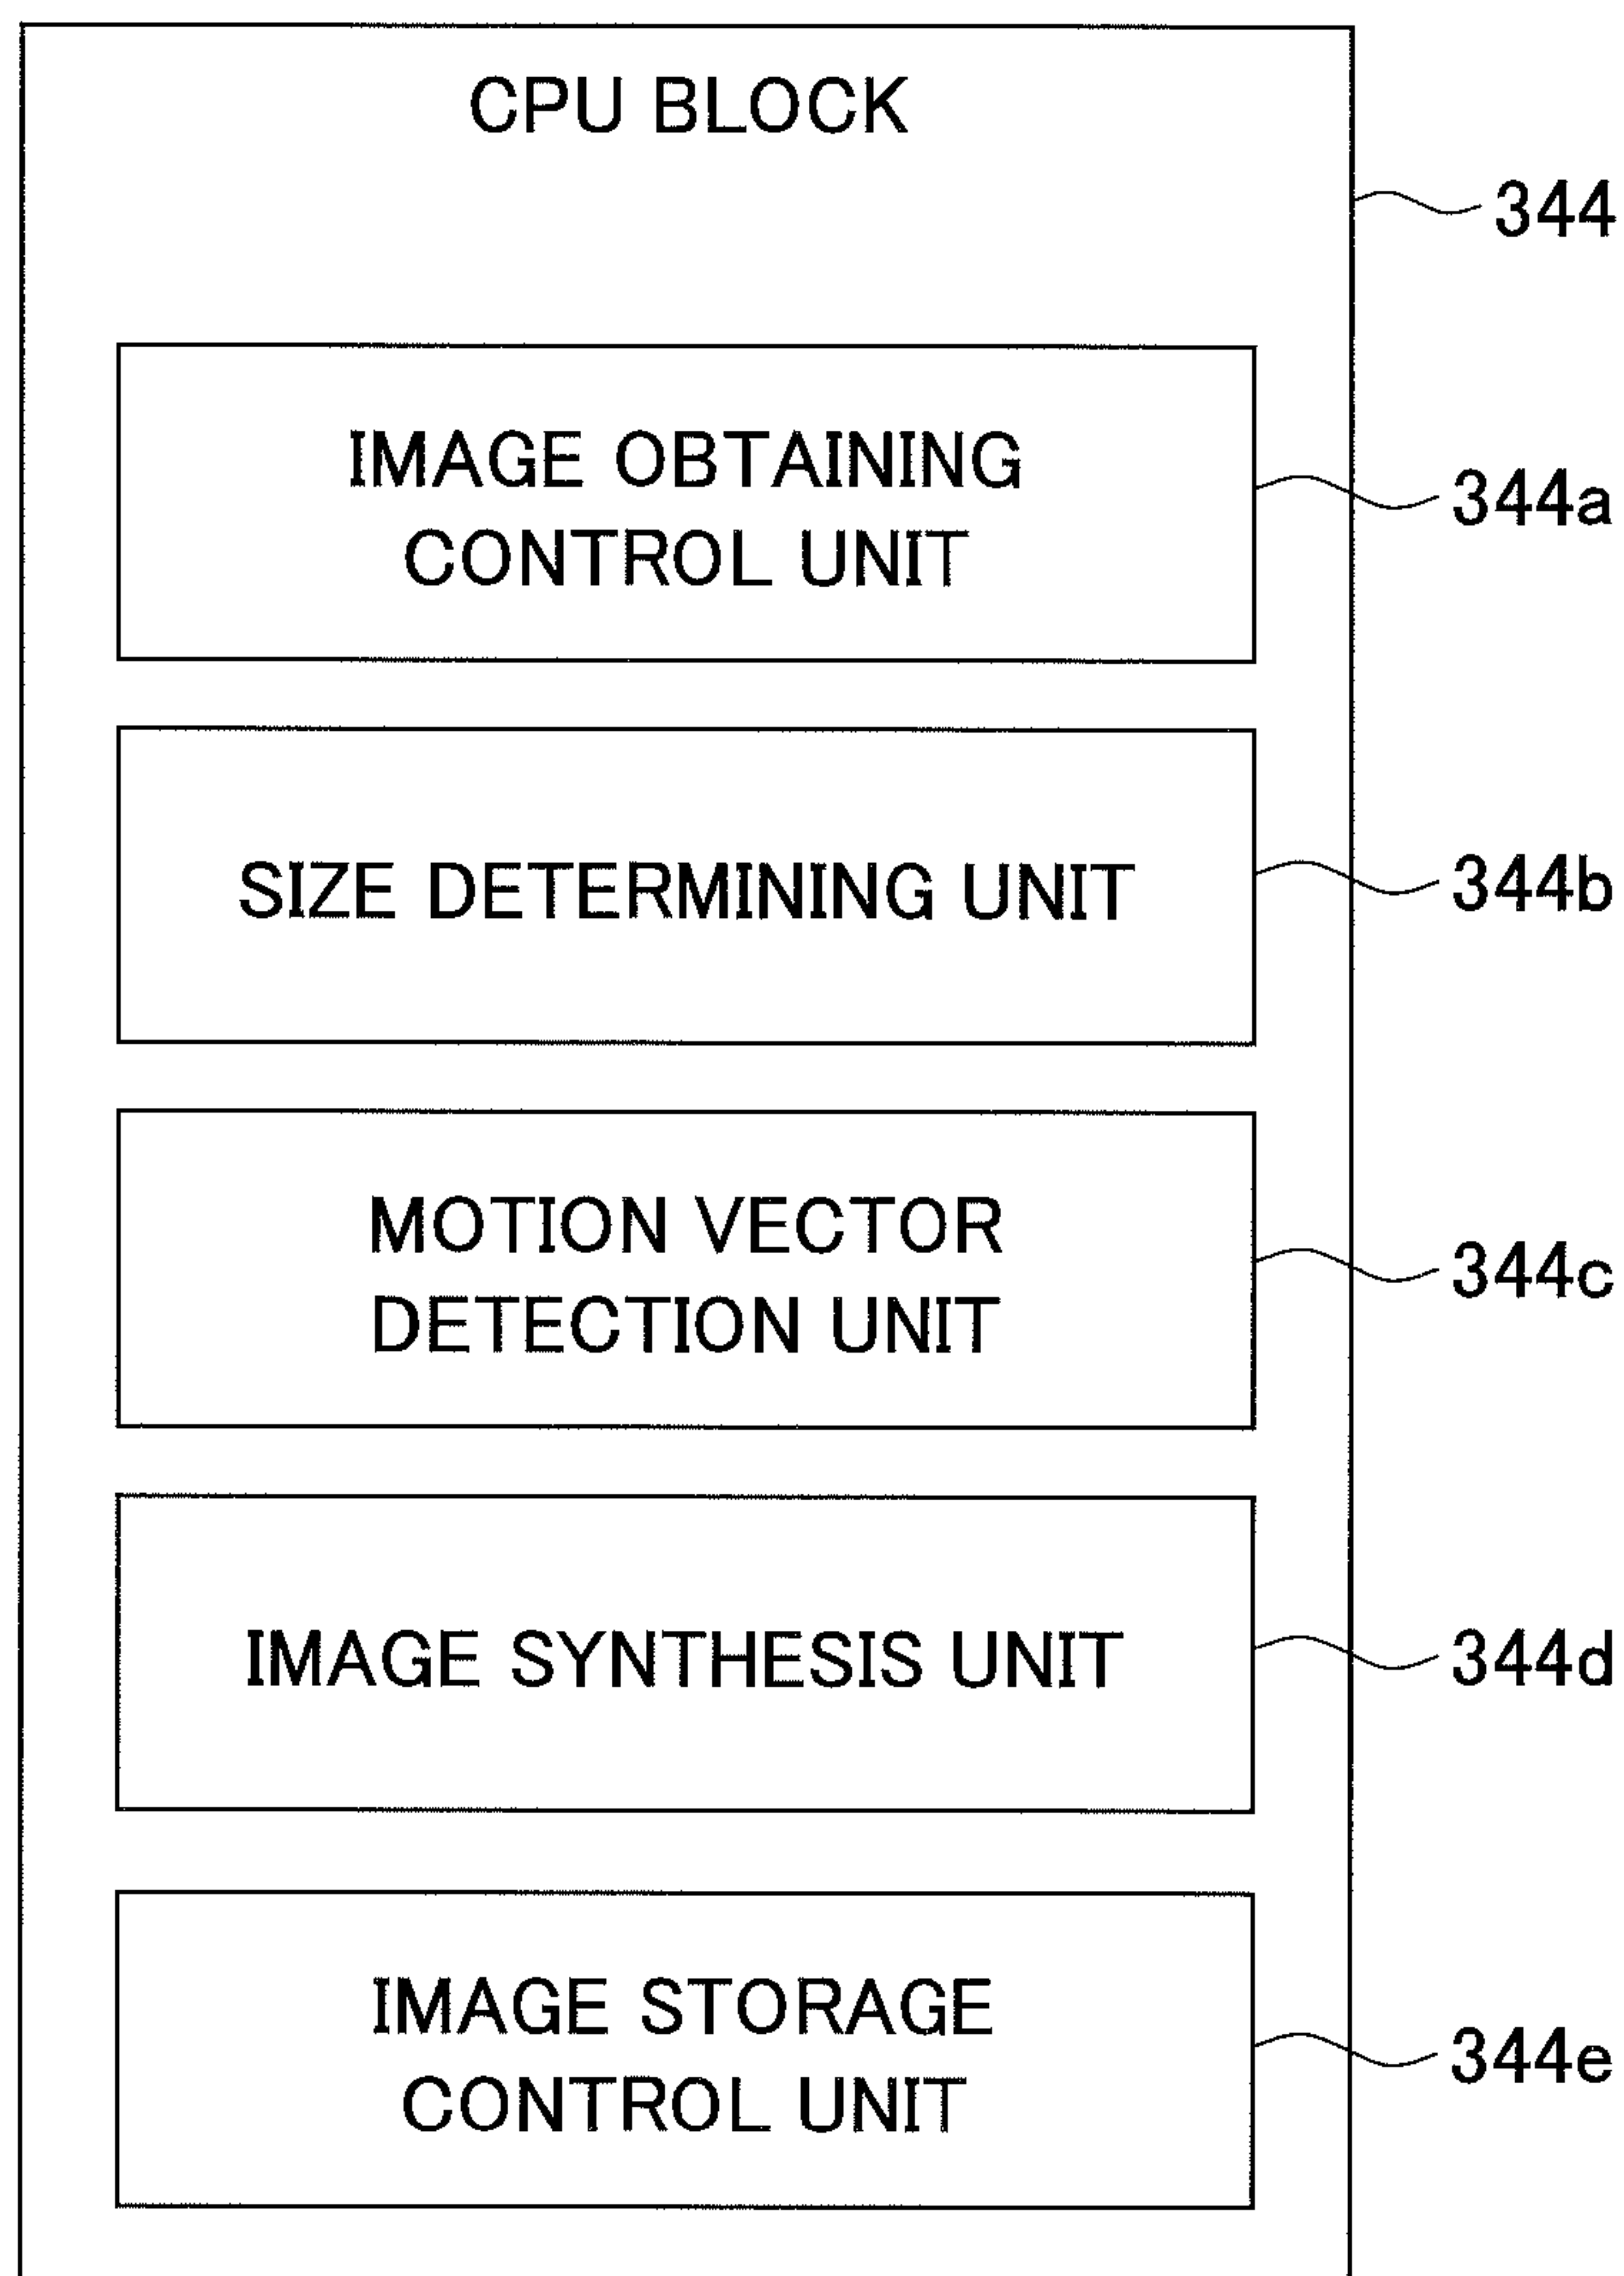 CPU BLOCK
344
IMAGE OBTAINING
CONTROL UNIT
344a
SIZE DETERMINING UNIT
344b
MOTION VECTOR
DETECTION UNIT
344c
IMAGE SYNTHESIS UNIT
344d
IMAGE STORAGE
CONTROL UNIT
344e